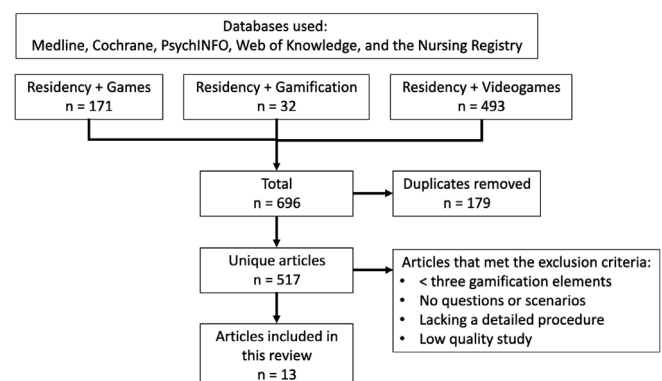 Databases used:
Medline, Cochrane, PsychINFO, Web of Knowledge, and the Nursing Registry
Residency + Games
n = 171
Residency + Gamification
n = 32
Residency + Videogames
n = 493
Total
n = 696
Duplicates removed
n = 179
Unique articles
n = 517
Articles that met the exclusion criteria:
• < three gamification elements
• No questions or scenarios
• Lacking a detailed procedure
• Low quality study
Articles included in
this review
n = 13